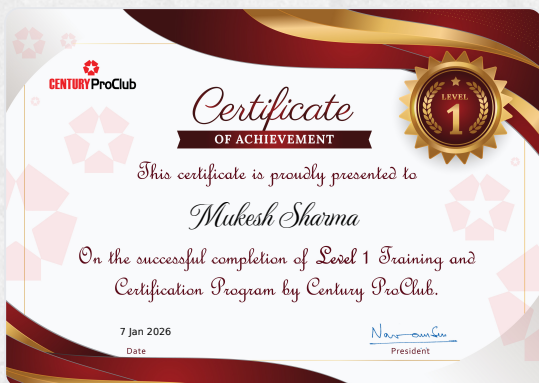 CENTURY ProClub
Certificate
OF ACHIEVEMENT
LEVEL
1
This certificate is proudly presented to
Mukesh Sharma
On the successful completion of Level 1 Training and
Certification Program by Century ProClub.
7 Jan 2026
Date
President